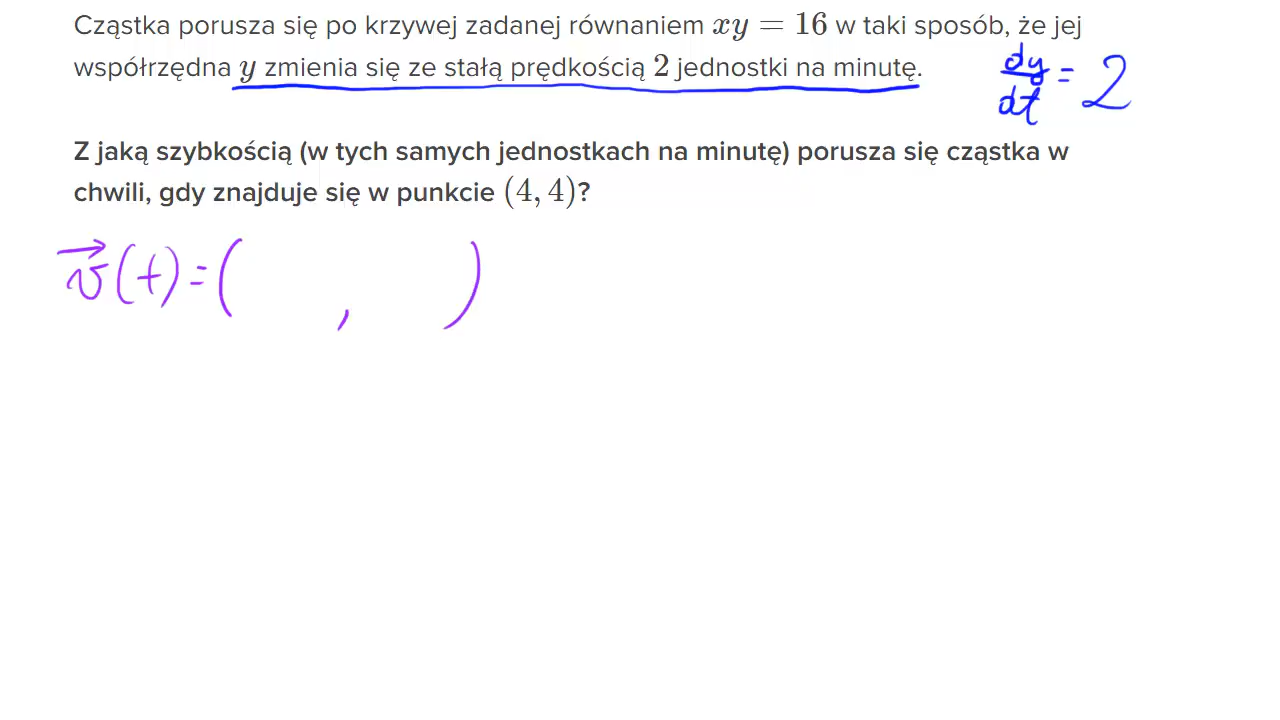 Cząstka porusza się po krzywej zadanej równaniem xy = 16 w taki sposób, że jej
współrzędna y zmienia się ze stałą prędkością 2 jednostki na minutę.
dy/dt = 2
Z jaką szybkością (w tych samych jednostkach na minutę) porusza się cząstka w
chwili, gdy znajduje się w punkcie (4, 4)?
v⃗(t) = ( , )